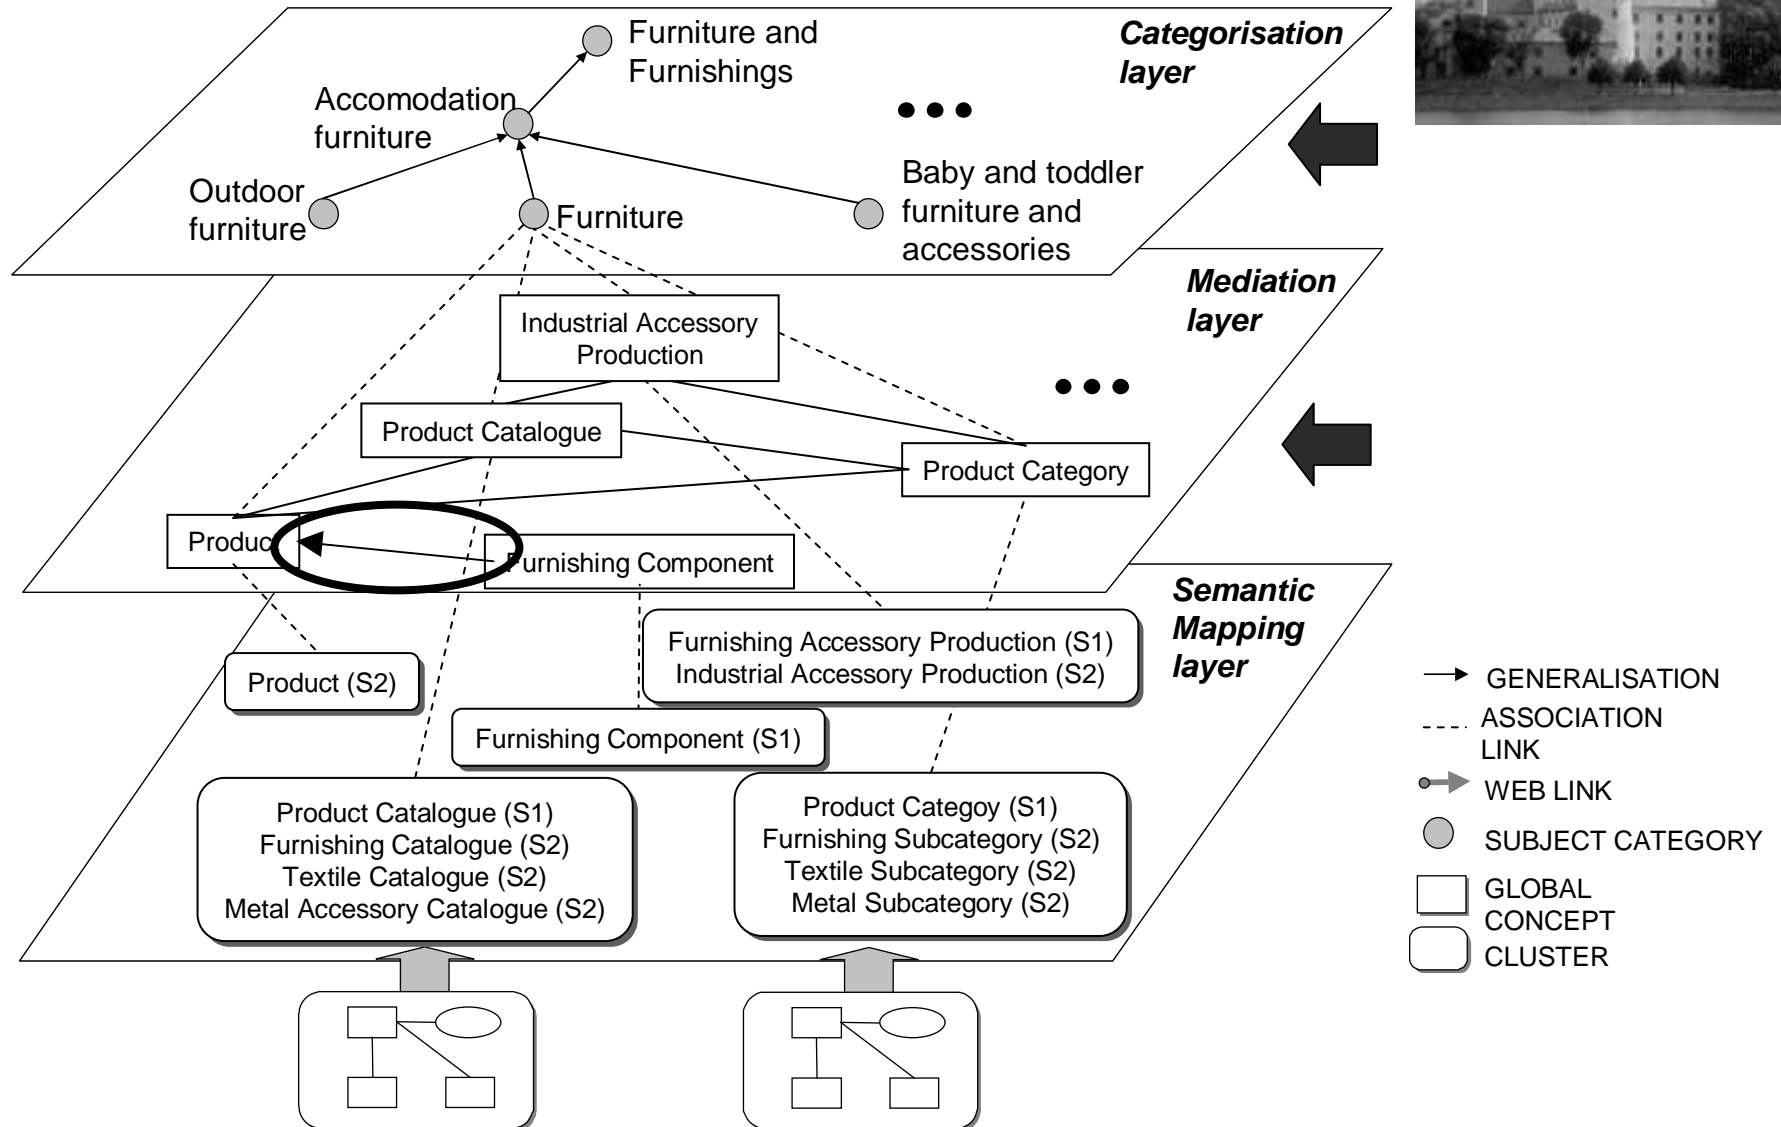 Furniture and
Furnishings
Categorisation
layer
Accomodation
furniture
Outdoor
furniture
Furniture
Baby and toddler
furniture and
accessories
Mediation
layer
Industrial Accessory
Production
Product Catalogue
Product Category
Product
Furnishing Component
Semantic
Mapping
layer
Furnishing Accessory Production (S1)
Industrial Accessory Production (S2)
Product (S2)
Furnishing Component (S1)
Product Catalogue (S1)
Furnishing Catalogue (S2)
Textile Catalogue (S2)
Metal Accessory Catalogue (S2)
Product Categoy (S1)
Furnishing Subcategory (S2)
Textile Subcategory (S2)
Metal Subcategory (S2)
GENERALISATION
ASSOCIATION
LINK
WEB LINK
SUBJECT CATEGORY
GLOBAL
CONCEPT
CLUSTER